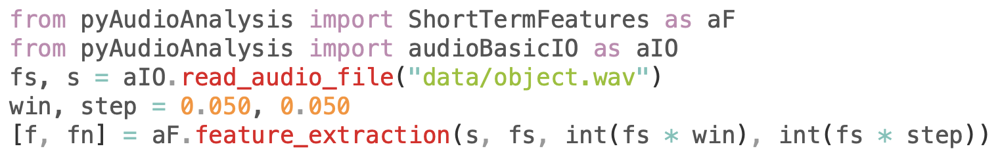 from pyAudioAnalysis import ShortTermFeatures as aF
from pyAudioAnalysis import audioBasicIO as aIO
fs, s = aIO.read_audio_file("data/object.wav")
win, step = 0.050, 0.050
[f, fn] = aF.feature_extraction(s, fs, int(fs * win), int(fs * step))